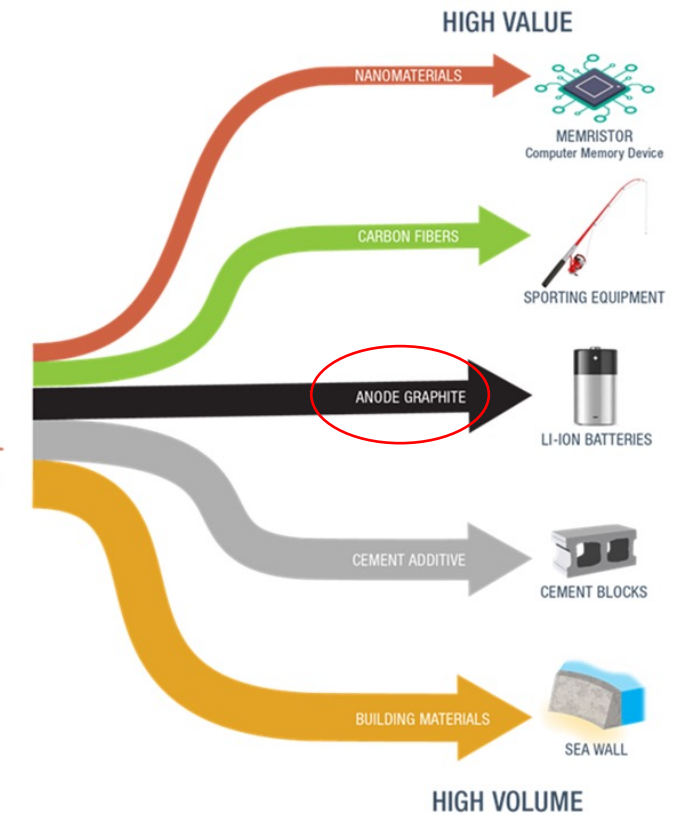 HIGH VALUE
NANOMATERIALS
MEMRISTOR
Computer Memory Device
CARBON FIBERS
SPORTING EQUIPMENT
ANODE GRAPHITE
LI-ION BATTERIES
CEMENT ADDITIVE
CEMENT BLOCKS
BUILDING MATERIALS
SEA WALL
HIGH VOLUME